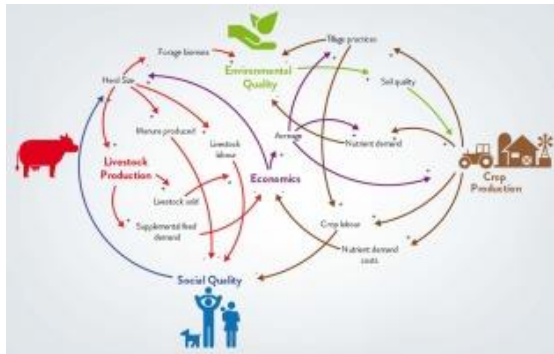 Forage biomass
Tillage practices
Environmental
Quality
Herd Size
Soil quality
Manure produced
Livestock
labour
Acreage
Nutrient demand
Livestock
Production
Economics
Crop
Production
Livestock sold
Supplemental feed
demand
Crop labour
Nutrient demand
costs
Social Quality